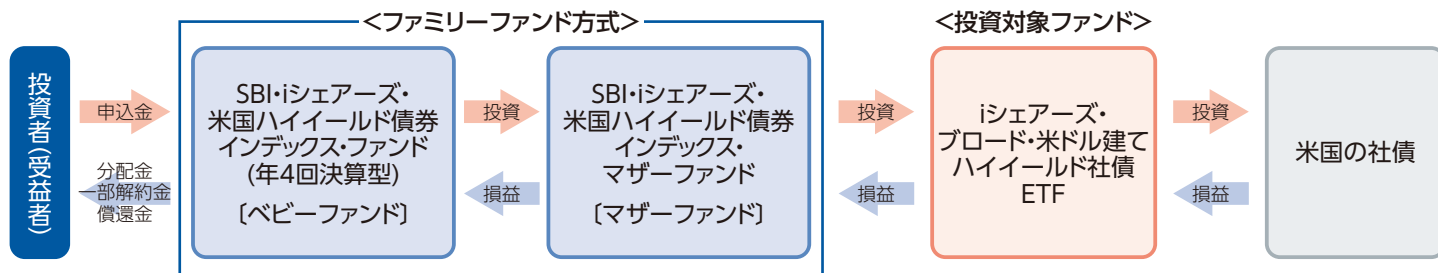 <ファミリーファンド方式>
<投資対象ファンド>
投資者(受益者)
申込金
分配金
一部解約金
償還金
SBI・iシェアーズ・
米国ハイイールド債券
インデックス・ファンド
(年4回決算型)
〔ベビーファンド〕
投資
損益
SBI・iシェアーズ・
米国ハイイールド債券
インデックス・
マザーファンド
〔マザーファンド〕
投資
損益
iシェアーズ・
ブロード・米ドル建て
ハイイールド社債
ETF
投資
損益
米国の社債